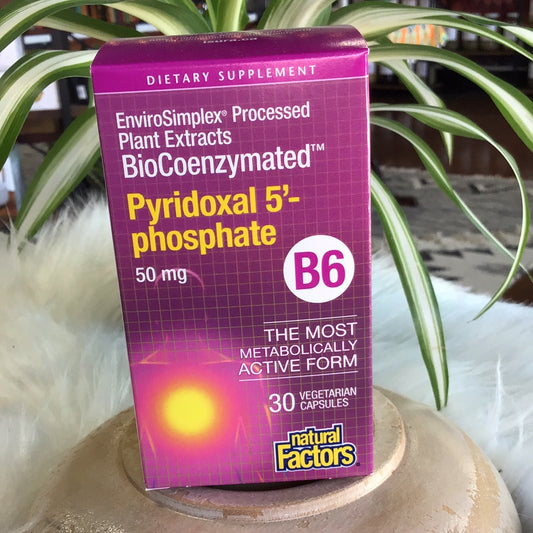 DIETARY SUPPLEMENT
EnviroSimplex® Processed
Plant Extracts
BioCoenzymated™
Pyridoxal 5'-
phosphate
50 mg
B6
THE MOST
METABOLICALLY
ACTIVE FORM
30 VEGETARIAN
CAPSULES
natural
Factors®